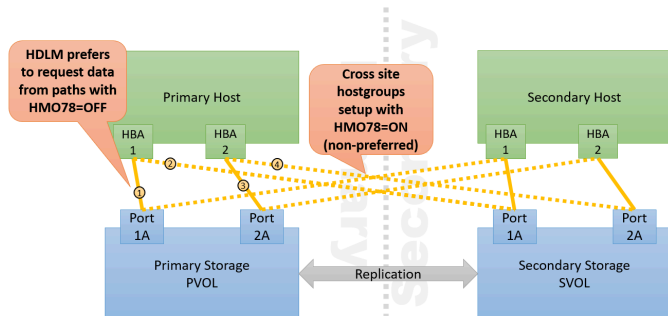 HDLM prefers
to request data
from paths with
HMO78=OFF
Primary Host
Cross site
hostgroups
setup with
HMO78=ON
(non-preferred)
Secondary Host
HBA
1
HBA
2
HBA
1
HBA
2
2
4
1
3
Port
1A
Port
2A
Port
1A
Port
2A
Primary Storage
PVOL
Replication
Secondary Storage
SVOL
Secondary